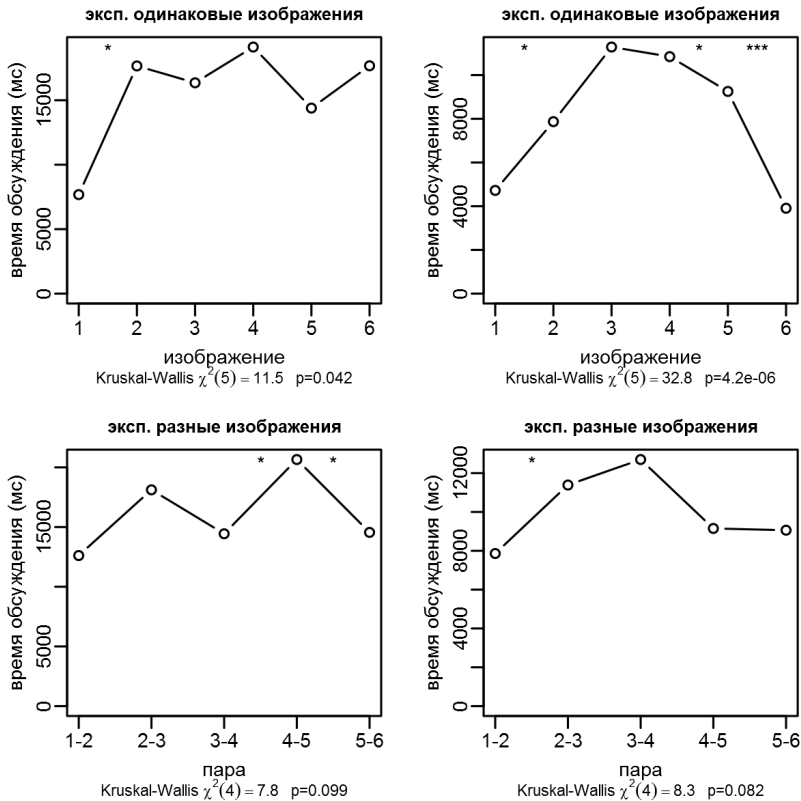 эксп. одинаковые изображения
*
время обсуждения (мс)
15000
5000
0
1 2 3 4 5 6
изображение
Kruskal-Wallis χ²(5) = 11.5 p=0.042
эксп. одинаковые изображения
* * ***
время обсуждения (мс)
8000
4000
0
1 2 3 4 5 6
изображение
Kruskal-Wallis χ²(5) = 32.8 p=4.2e-06
эксп. разные изображения
* *
время обсуждения (мс)
15000
5000
0
1-2 2-3 3-4 4-5 5-6
пара
Kruskal-Wallis χ²(4) = 7.8 p=0.099
эксп. разные изображения
*
время обсуждения (мс)
12000
8000
4000
0
1-2 2-3 3-4 4-5 5-6
пара
Kruskal-Wallis χ²(4) = 8.3 p=0.082